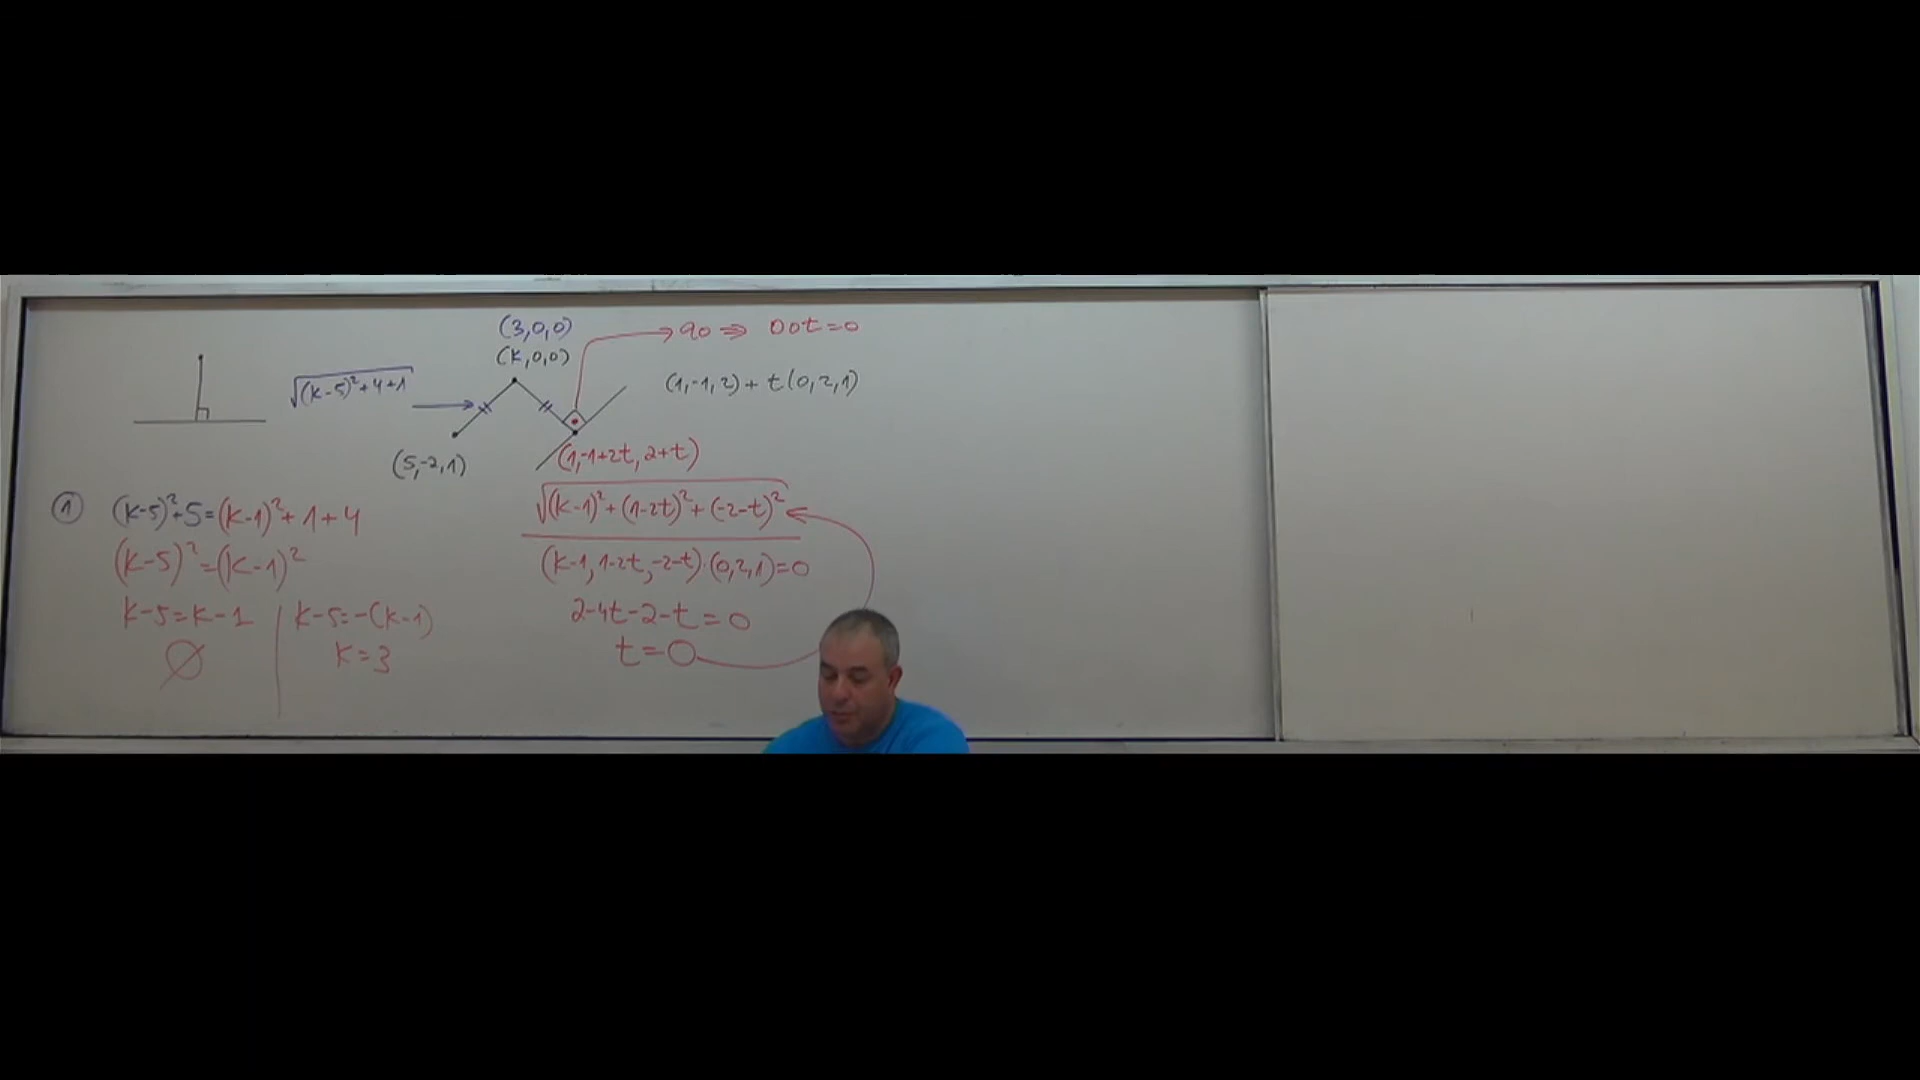 (3,0,0)
(k,0,0)
90 ⇒ DOt=0
√((k-5)²+4+1)
(1,-1,2)+t(0,2,1)
(5,-2,1)
(1,-1+2t,2+t)
① (k-5)²+5=(k-1)²+1+4
(k-5)²=(k-1)²
k-5=k-1 | k-5=-(k-1)
∅ | k=3
√((k-1)²+(1-2t)²+(-2-t)²)
(k-1,1-2t,-2-t)·(0,2,1)=0
2-4t-2-t=0
t=0